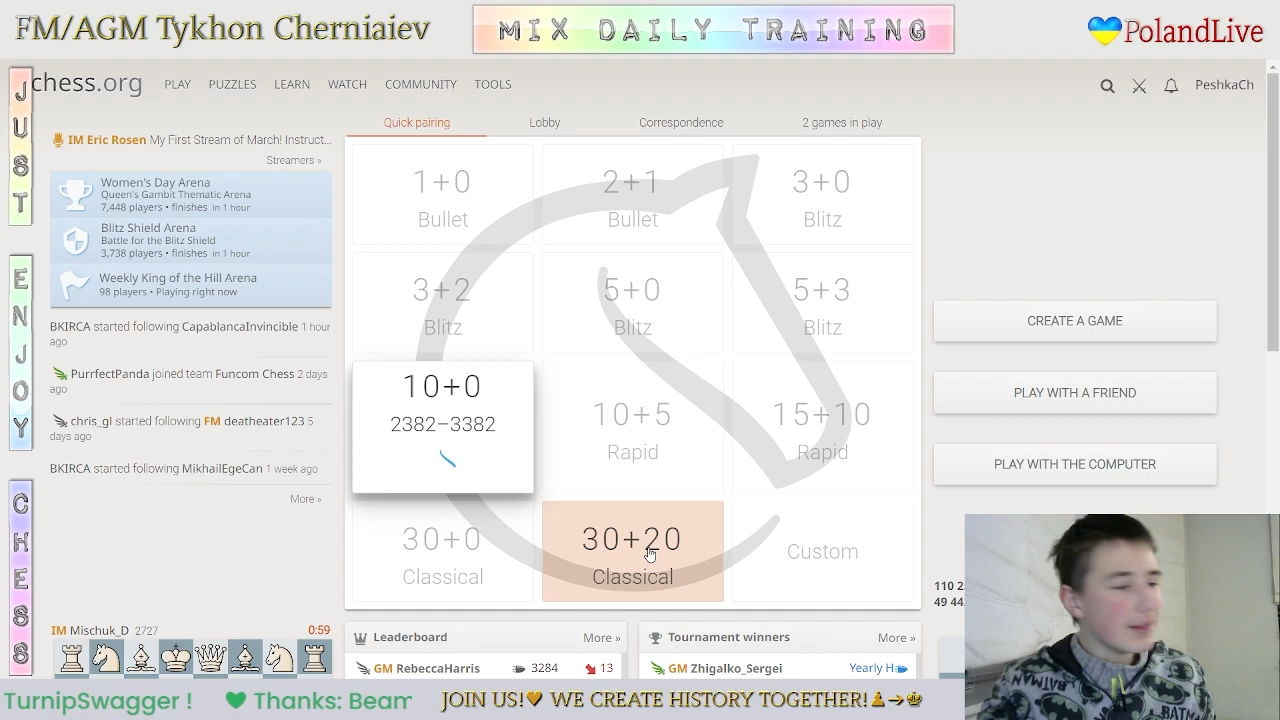 FM/AGM Tykhon Cherniaiev
MIX DAILY TRAINING
PolandLive
JUST
ENJOY
CHESS
chess.org
PLAY PUZZLES LEARN WATCH COMMUNITY TOOLS
PeshkaCh
IM Eric Rosen My First Stream of March! Instruct...
Streamers »
Women's Day Arena
Queen's Gambit Thematic Arena
7,448 players • finishes in 1 hour
Blitz Shield Arena
Battle for the Blitz Shield
3,738 players • finishes in 1 hour
Weekly King of the Hill Arena
98 players • Playing right now
BKIRCA started following CapablancaInvincible 1 hour
ago
PurrfectPanda joined team Funcom Chess 2 days
ago
chris_gl started following FM deatheater123 5
days ago
BKIRCA started following MikhailEgeCan 1 week ago
More »
IM Mischuk_D 2727 0:59
Quick pairing Lobby Correspondence 2 games in play
1+0 2+1 3+0
Bullet Bullet Blitz
3+2 5+0 5+3
Blitz Blitz Blitz
10+0
2382–3382
10+5 15+10
Rapid Rapid
30+0 30+20 Custom
Classical Classical
CREATE A GAME
PLAY WITH A FRIEND
PLAY WITH THE COMPUTER
110 2
49 44
Leaderboard More »
GM RebeccaHarris 3284 13
Tournament winners More »
GM Zhigalko_Sergei Yearly H
TurnipSwagger ! Thanks: Beam
JOIN US! WE CREATE HISTORY TOGETHER!